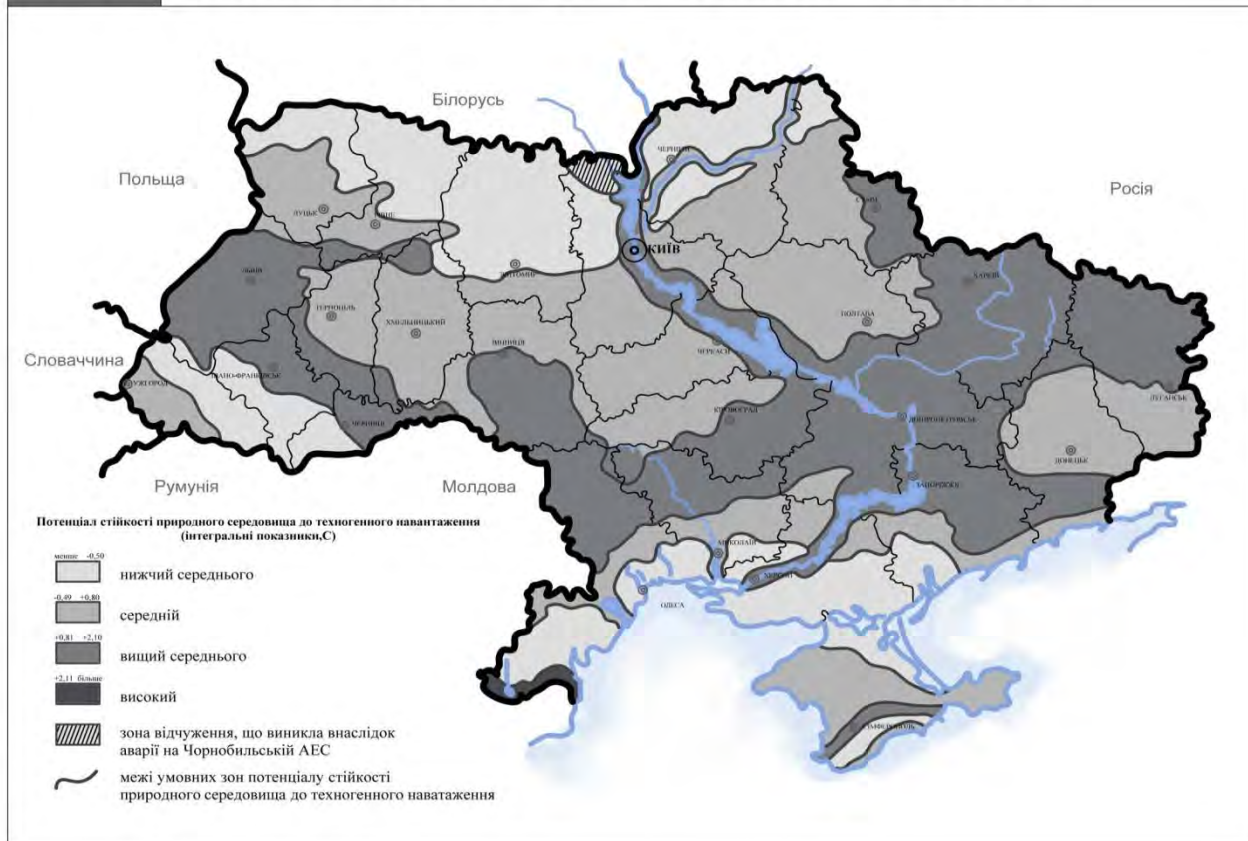 Білорусь
Польща
Росія
ЧЕРНІГІВ
СУМИ
ЛУЦЬК
РІВНЕ
КИЇВ
ЖИТОМИР
ЛЬВІВ
ХАРКІВ
ТЕРНОПІЛЬ
ХМЕЛЬНИЦЬКИЙ
ПОЛТАВА
Словаччина
ВІННИЦЯ
ЧЕРКАСИ
УЖГОРОД
ІВАНО-ФРАНКІВСЬК
ЛУГАНСЬК
КІРОВОГРАД
ДНІПРОПЕТРОВСЬК
ЧЕРНІВЦІ
ДОНЕЦЬК
Румунія
Молдова
ЗАПОРІЖЖЯ
Потенціал стійкості природного середовища до техногенного навантаження
(інтегральні показники,С)
МИКОЛАЇВ
ХЕРСОН
ОДЕСА
менше -0,50
нижчий середнього
-0,49 +0,80
середній
+0,81 +2,10
вищий середнього
+2,11 більше
високий
СІМФЕРОПОЛЬ
зона відчуження, що виникла внаслідок
аварії на Чорнобильській АЕС
межі умовних зон потенціалу стійкості
природного середовища до техногенного наватаження